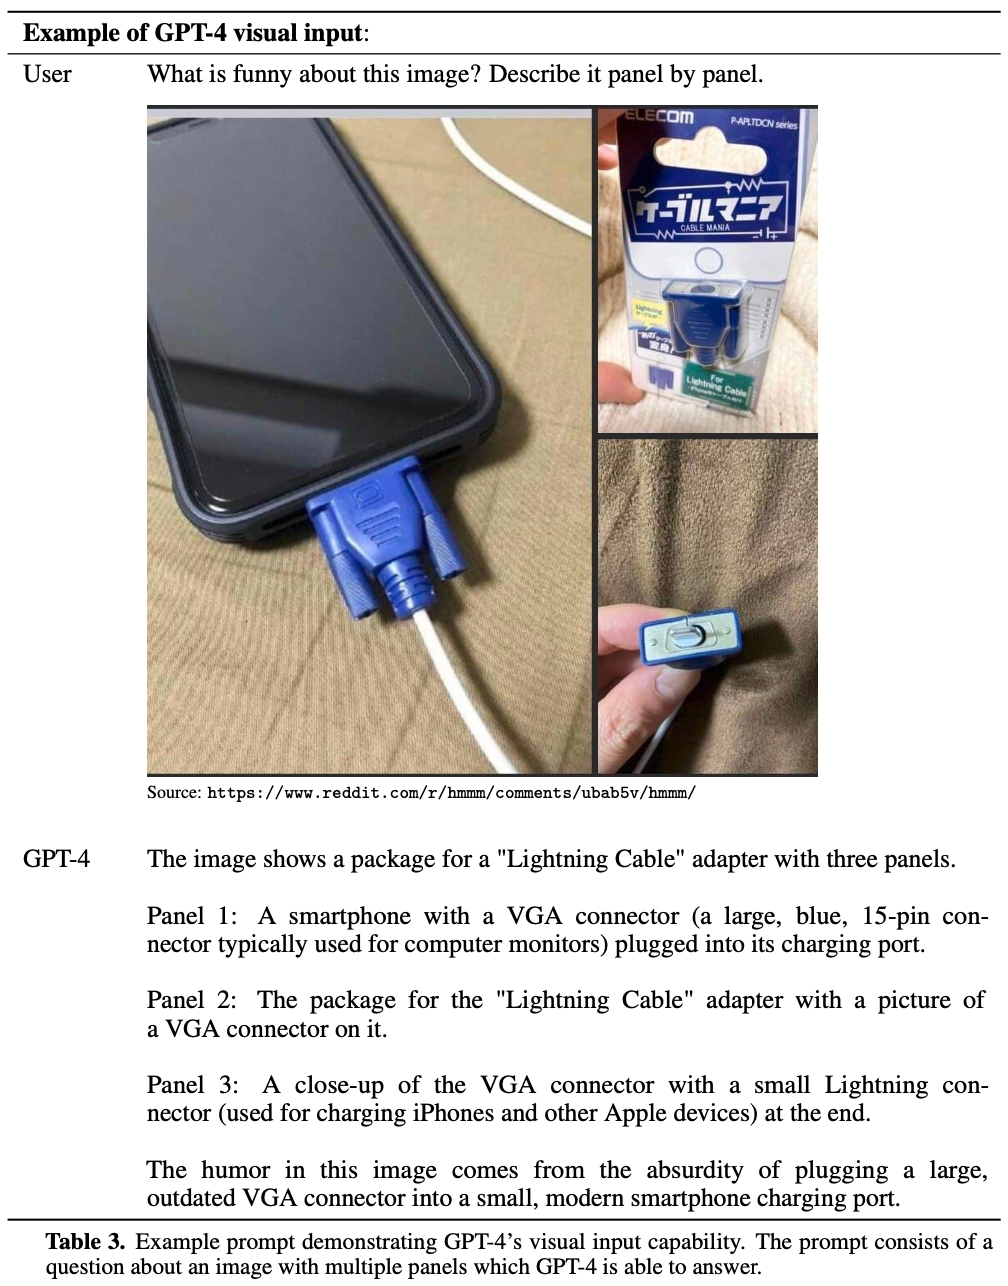 Example of GPT-4 visual input:
User
What is funny about this image? Describe it panel by panel.
ELECOM
P-APLTDCN series
ケーブルマニア
CABLE MANIA
Lightning
変身!
For
Lightning Cable
Source: https://www.reddit.com/r/hmmm/comments/ubab5v/hmmm/
GPT-4
The image shows a package for a "Lightning Cable" adapter with three panels.
Panel 1: A smartphone with a VGA connector (a large, blue, 15-pin con-
nector typically used for computer monitors) plugged into its charging port.
Panel 2: The package for the "Lightning Cable" adapter with a picture of
a VGA connector on it.
Panel 3: A close-up of the VGA connector with a small Lightning con-
nector (used for charging iPhones and other Apple devices) at the end.
The humor in this image comes from the absurdity of plugging a large,
outdated VGA connector into a small, modern smartphone charging port.
Table 3. Example prompt demonstrating GPT-4's visual input capability. The prompt consists of a
question about an image with multiple panels which GPT-4 is able to answer.